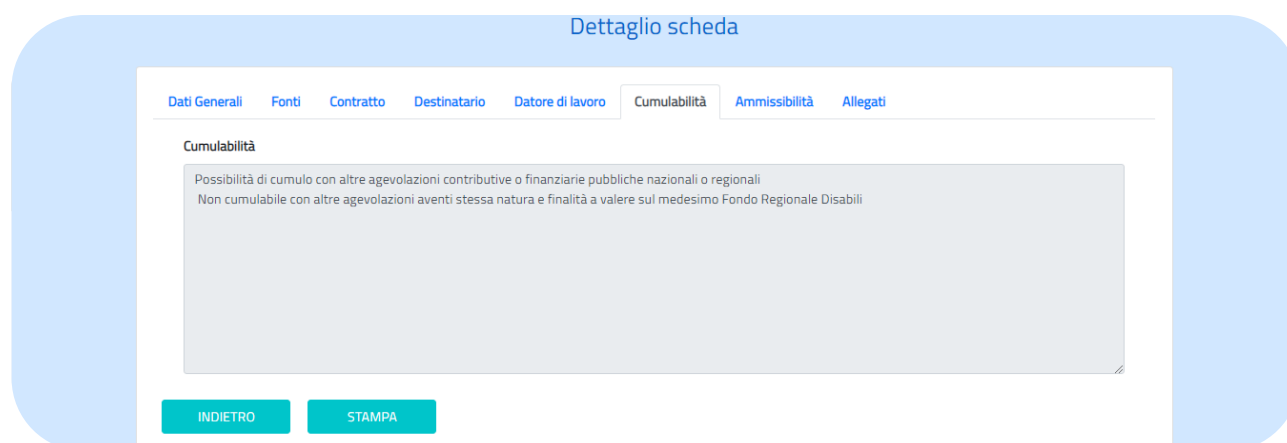 Dettaglio scheda
Dati Generali Fonti Contratto Destinatario Datore di lavoro Cumulabilità Ammissibilità Allegati
Cumulabilità
Possibilità di cumulo con altre agevolazioni contributive o finanziarie pubbliche nazionali o regionali
Non cumulabile con altre agevolazioni aventi stessa natura e finalità a valere sul medesimo Fondo Regionale Disabili
INDIETRO STAMPA